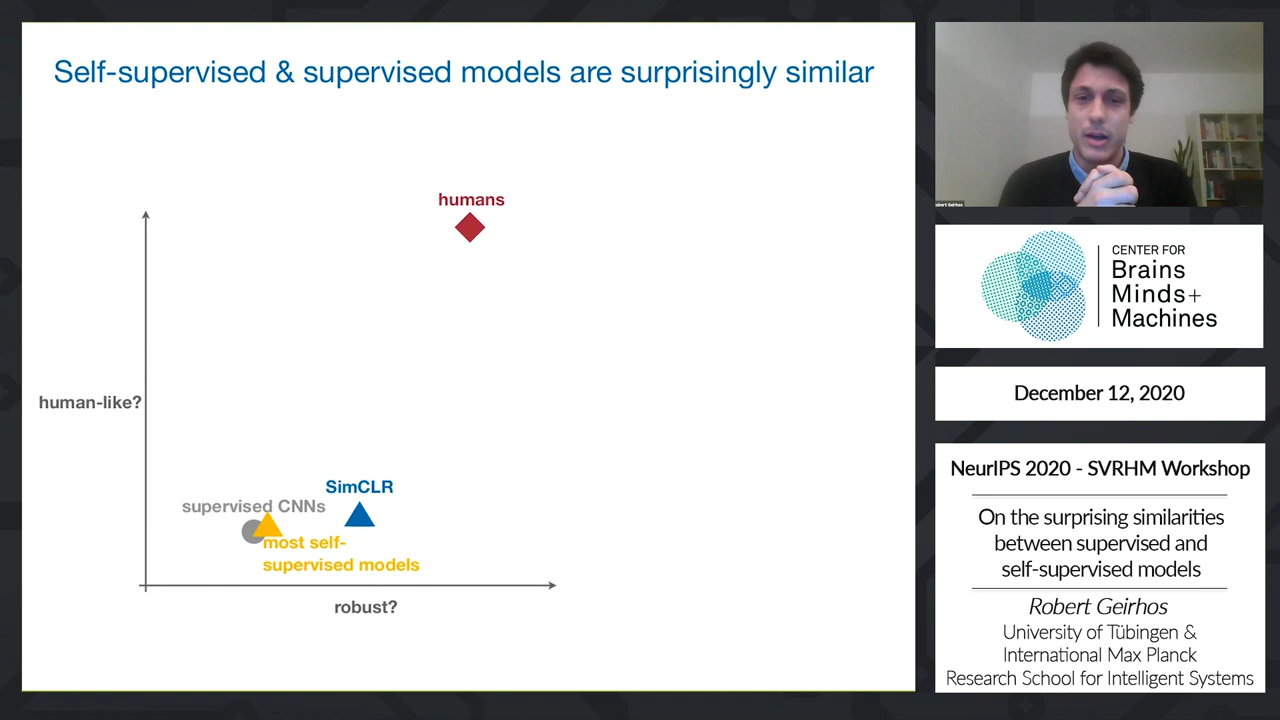 Self-supervised & supervised models are surprisingly similar
humans
human-like?
SimCLR
supervised CNNs
most self-
supervised models
robust?
Robert Geirhos
CENTER FOR
Brains
Minds+
Machines
December 12, 2020
NeurIPS 2020 - SVRHM Workshop
On the surprising similarities
between supervised and
self-supervised models
Robert Geirhos
University of Tübingen &
International Max Planck
Research School for Intelligent Systems